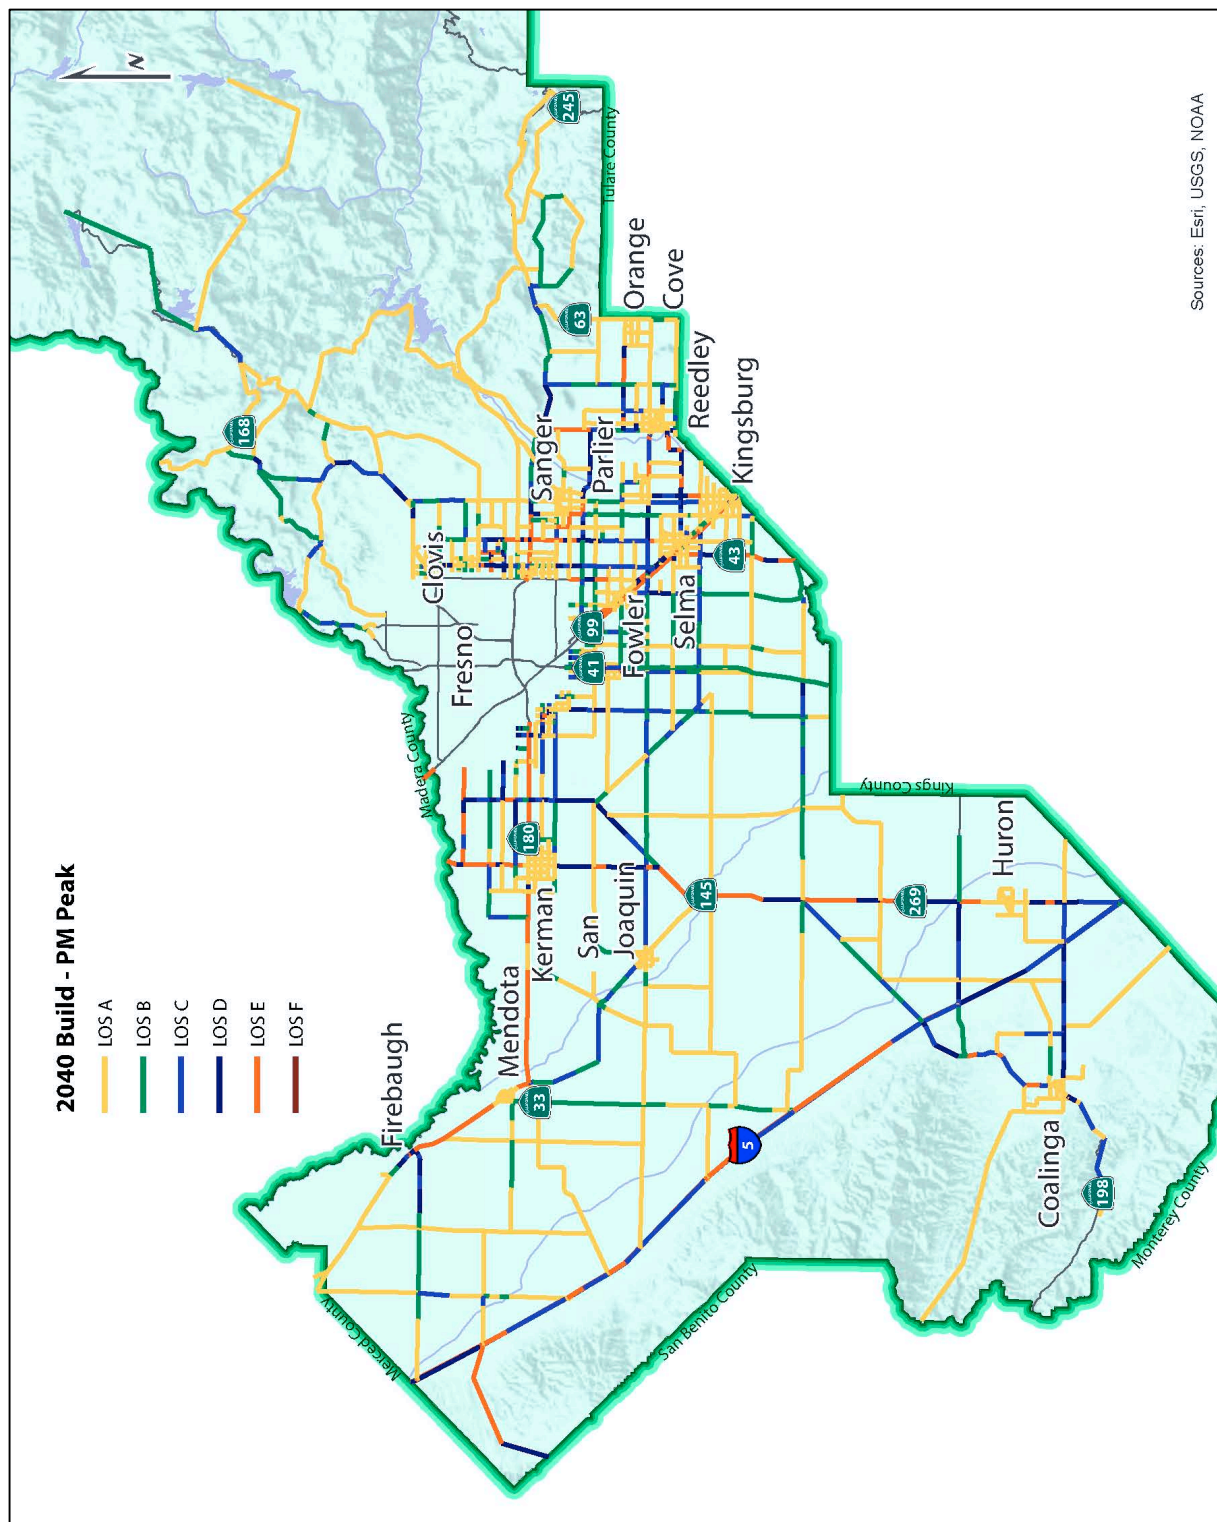 2040 Build - PM Peak
LOS A
LOS B
LOS C
LOS D
LOS E
LOS F
N
Merced County
Madera County
San Benito County
Monterey County
Kings County
Tulare County
Firebaugh
Mendota
Kerman
San
Joaquin
Fresno
Clovis
Sanger
Parlier
Fowler
Selma
Reedley
Orange
Cove
Kingsburg
Huron
Coalinga
168
245
63
180
99
41
43
33
145
269
5
198
Sources: Esri, USGS, NOAA